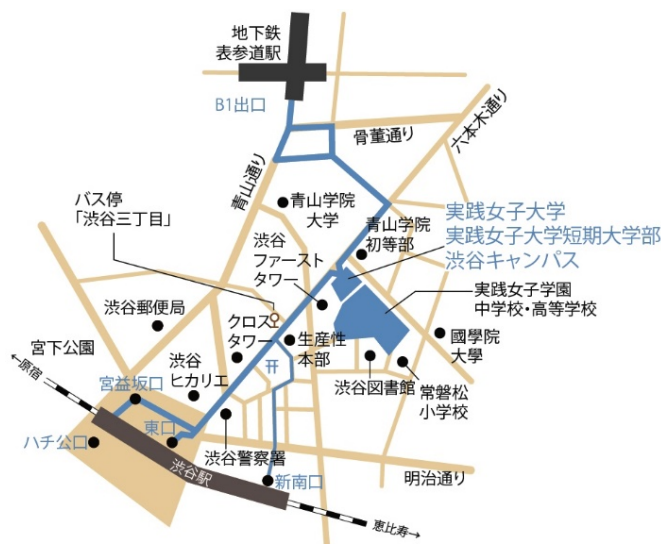 地下鉄
表参道駅
B1出口
骨董通り
六本木通り
青山通り
青山学院
大学
バス停
「渋谷三丁目」
青山学院
初等部
実践女子大学
実践女子大学短期大学部
渋谷キャンパス
渋谷
ファースト
タワー
実践女子学園
中学校・高等学校
渋谷郵便局
クロス
タワー
生産性
本部
國學院
大學
宮下公園
渋谷
ヒカリエ
渋谷図書館
常磐松
小学校
←原宿
宮益坂口
ハチ公口
東口
渋谷警察署
渋谷駅
新南口
明治通り
恵比寿→